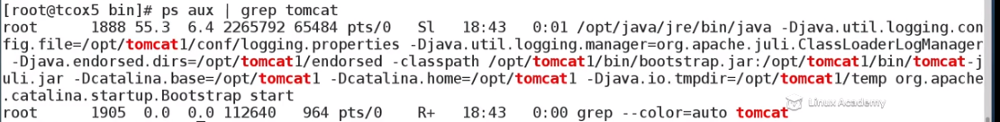 [root@tcox5 bin]# ps aux | grep tomcat
root      1888 55.3  6.4 2265792 65484 pts/0   Sl   18:43   0:01 /opt/java/jre/bin/java -Djava.util.logging.con
fig.file=/opt/tomcat1/conf/logging.properties -Djava.util.logging.manager=org.apache.juli.ClassLoaderLogManager
 -Djava.endorsed.dirs=/opt/tomcat1/endorsed -classpath /opt/tomcat1/bin/bootstrap.jar:/opt/tomcat1/bin/tomcat-j
uli.jar -Dcatalina.base=/opt/tomcat1 -Dcatalina.home=/opt/tomcat1 -Djava.io.tmpdir=/opt/tomcat1/temp org.apache
.catalina.startup.Bootstrap start
root      1905  0.0  0.0 112640   964 pts/0    R+   18:43   0:00 grep --color=auto tomcat
Linux Academy